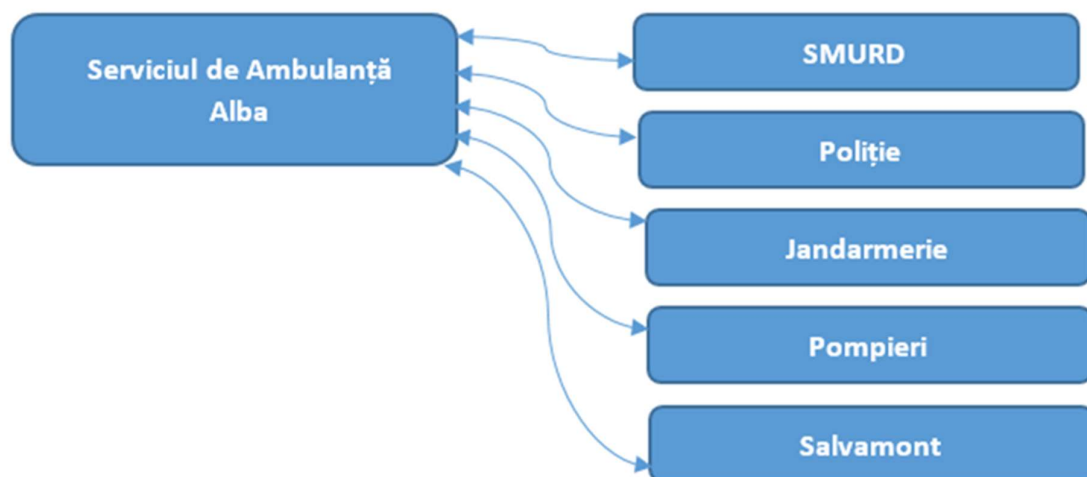 Serviciul de Ambulanță
Alba
SMURD
Poliție
Jandarmerie
Pompieri
Salvamont